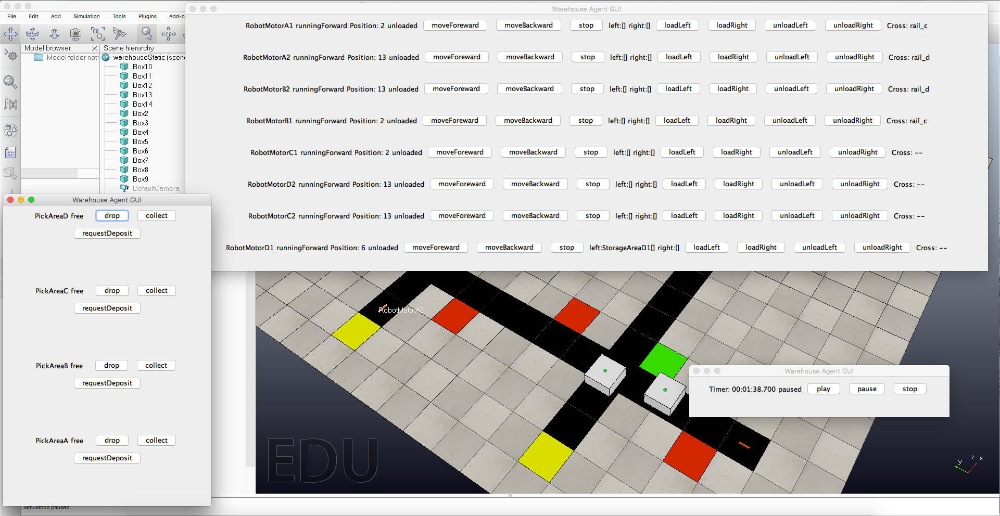 Warehouse Agent GUI
File Edit Add Simulation Tools Plugins Add-on
RobotMotorA1 runningForward Position: 2 unloaded moveForeward moveBackward stop left:[] right:[] loadLeft loadRight unloadLeft unloadRight Cross: rail_c
Model browser
Scene hierarchy
Model folder not
warehouseStatic (scene
RobotMotorA2 runningForward Position: 13 unloaded moveForeward moveBackward stop left:[] right:[] loadLeft loadRight unloadLeft unloadRight Cross: rail_d
Box10
Box11
Box12
RobotMotorB2 runningForward Position: 13 unloaded moveForeward moveBackward stop left:[] right:[] loadLeft loadRight unloadLeft unloadRight Cross: rail_d
Box13
Box14
Box2
RobotMotorB1 runningForward Position: 2 unloaded moveForeward moveBackward stop left:[] right:[] loadLeft loadRight unloadLeft unloadRight Cross: rail_c
Box3
Box4
Box5
RobotMotorC1 runningForward Position: 2 unloaded moveForeward moveBackward stop left:[] right:[] loadLeft loadRight unloadLeft unloadRight Cross: --
Box6
Box7
Box8
Box9
RobotMotorD2 runningForward Position: 13 unloaded moveForeward moveBackward stop left:[] right:[] loadLeft loadRight unloadLeft unloadRight Cross: --
DefaultCamera
RobotMotorC2 runningForward Position: 13 unloaded moveForeward moveBackward stop left:[] right:[] loadLeft loadRight unloadLeft unloadRight Cross: --
RobotMotorD1 runningForward Position: 6 unloaded moveForeward moveBackward stop left:StorageAreaD1[] right:[] loadLeft loadRight unloadLeft unloadRight Cross: --
Warehouse Agent GUI
PickAreaD free drop collect
requestDeposit
PickAreaC free drop collect
requestDeposit
PickAreaB free drop collect
requestDeposit
PickAreaA free drop collect
requestDeposit
RobotMotorA2
Warehouse Agent GUI
Timer: 00:01:38.700 paused play pause stop
EDU
y z x
Simulation paused.